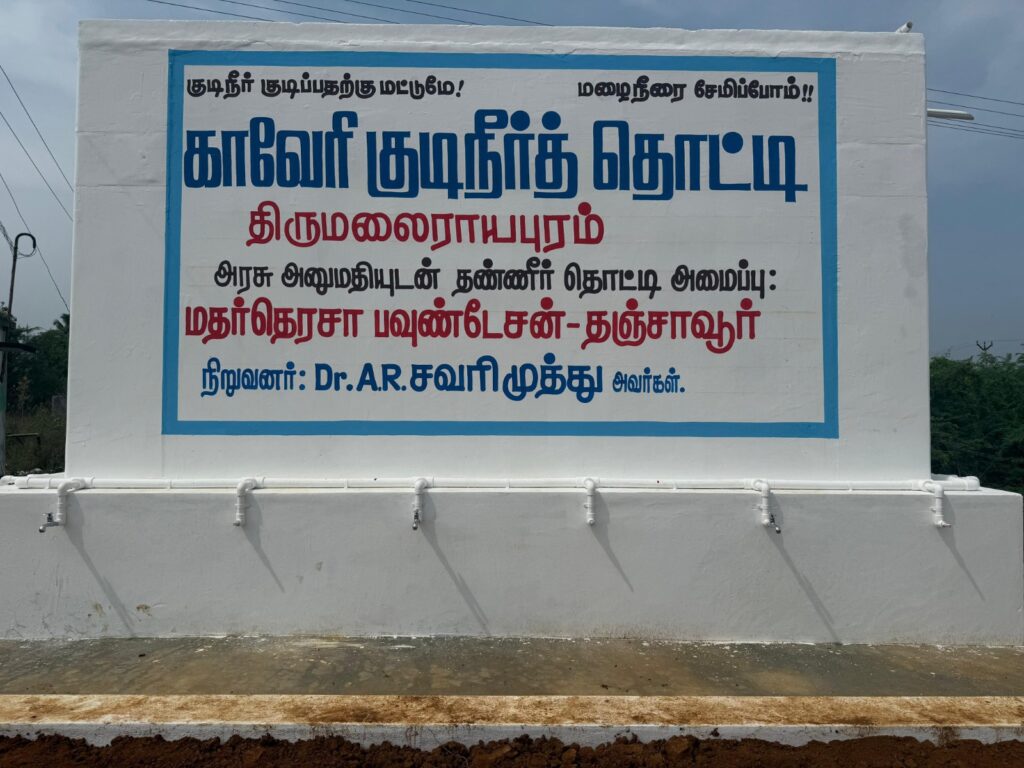 குடிநீர் குடிப்பதற்கு மட்டுமே! மழைநீரை சேமிப்போம்!!
காவேரி குடிநீர்த் தொட்டி
திருமலைராயபுரம்
அரசு அனுமதியுடன் தண்ணீர் தொட்டி அமைப்பு:
மதர்தெரசா பவுண்டேசன்-தஞ்சாவூர்
நிறுவனர்: Dr.A.R.சவரிமுத்து அவர்கள்.